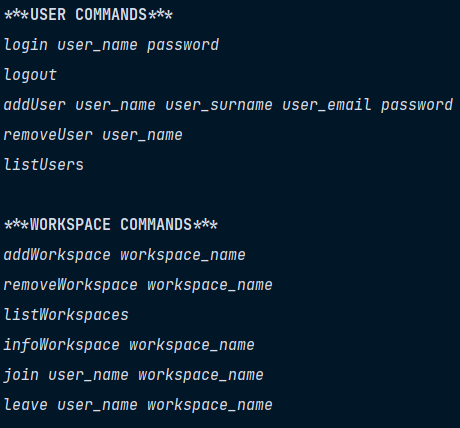 ***USER COMMANDS***
login user_name password
logout
addUser user_name user_surname user_email password
removeUser user_name
listUsers
***WORKSPACE COMMANDS***
addWorkspace workspace_name
removeWorkspace workspace_name
listWorkspaces
infoWorkspace workspace_name
join user_name workspace_name
leave user_name workspace_name